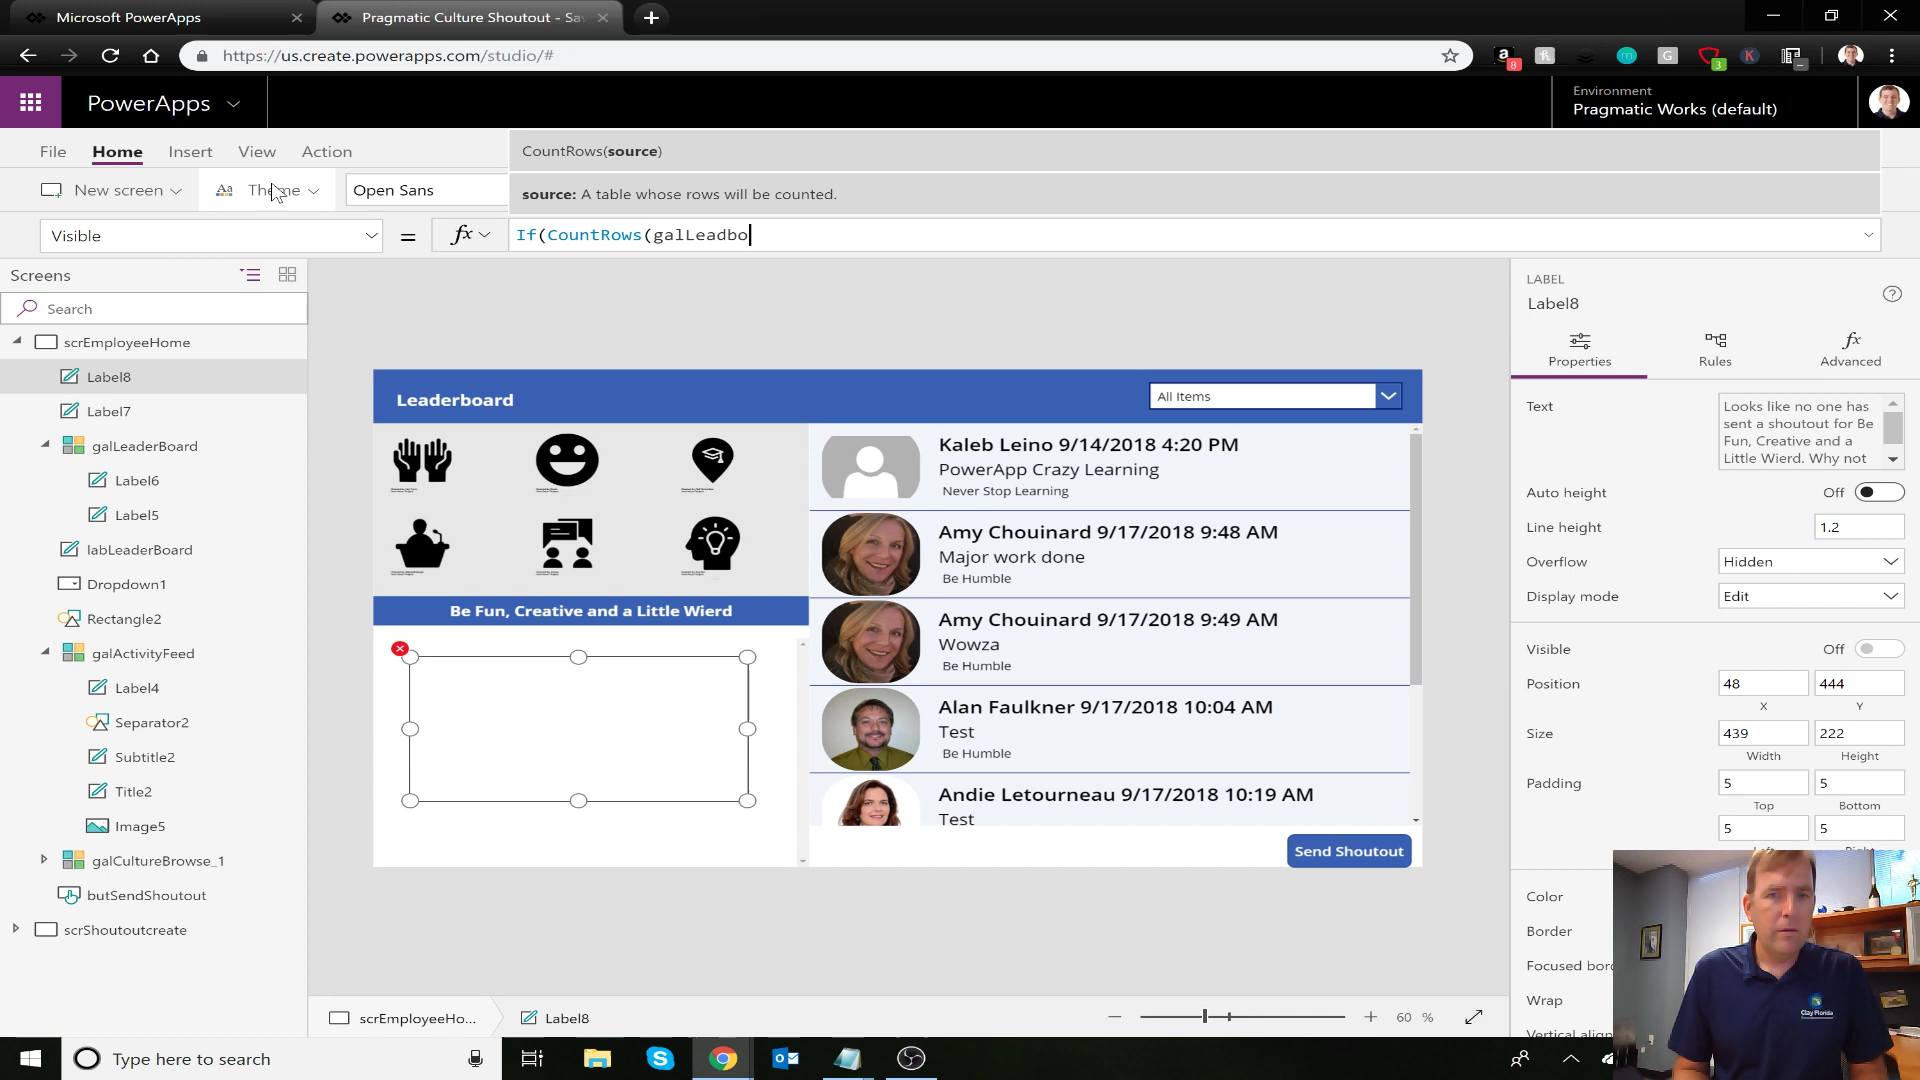 Microsoft PowerApps
Pragmatic Culture Shoutout - Sav
https://us.create.powerapps.com/studio/#
8
3
PowerApps
Environment
Pragmatic Works (default)
File
Home
Insert
View
Action
CountRows(source)
New screen
Aa
Theme
Open Sans
source: A table whose rows will be counted.
Visible
=
fx
If(CountRows(galLeadbo
Screens
Search
scrEmployeeHome
Label8
Label7
galLeaderBoard
Label6
Label5
labLeaderBoard
Dropdown1
Rectangle2
galActivityFeed
Label4
Separator2
Subtitle2
Title2
Image5
galCultureBrowse_1
butSendShoutout
scrShoutoutcreate
Leaderboard
All Items
Be Fun, Creative and a Little Wierd
Kaleb Leino 9/14/2018 4:20 PM
PowerApp Crazy Learning
Never Stop Learning
Amy Chouinard 9/17/2018 9:48 AM
Major work done
Be Humble
Amy Chouinard 9/17/2018 9:49 AM
Wowza
Be Humble
Alan Faulkner 9/17/2018 10:04 AM
Test
Be Humble
Andie Letourneau 9/17/2018 10:19 AM
Test
Send Shoutout
LABEL
Label8
Properties
Rules
fx
Advanced
Text
Looks like no one has
sent a shoutout for Be
Fun, Creative and a
Little Wierd. Why not
Auto height
Off
Line height
1.2
Overflow
Hidden
Display mode
Edit
Visible
Off
Position
48
444
X
Y
Size
439
222
Width
Height
Padding
5
5
Top
Bottom
5
5
Color
Border
Focused bord
Wrap
Vertical align
Clay Florida
scrEmployeeHo...
Label8
60 %
Type here to search